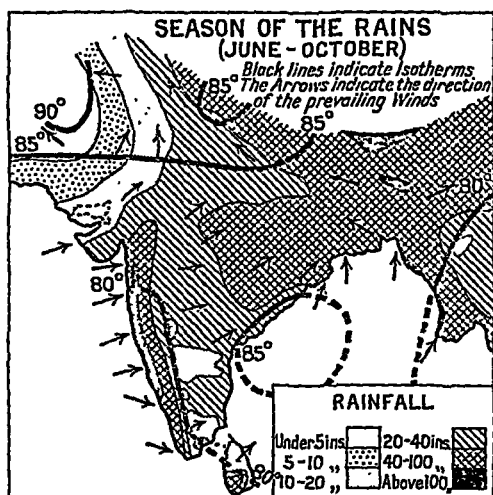 SEASON OF THE RAINS
(JUNE-OCTOBER)
Black lines indicate Isotherms
The Arrows indicate the direction
of the prevailing Winds
85°
90°
85°
85°
80°
80°
85°
80°
RAINFALL
Under 5 ins.
20-40 ins.
5-10 „
40-100 „
10-20 „
Above 100 „